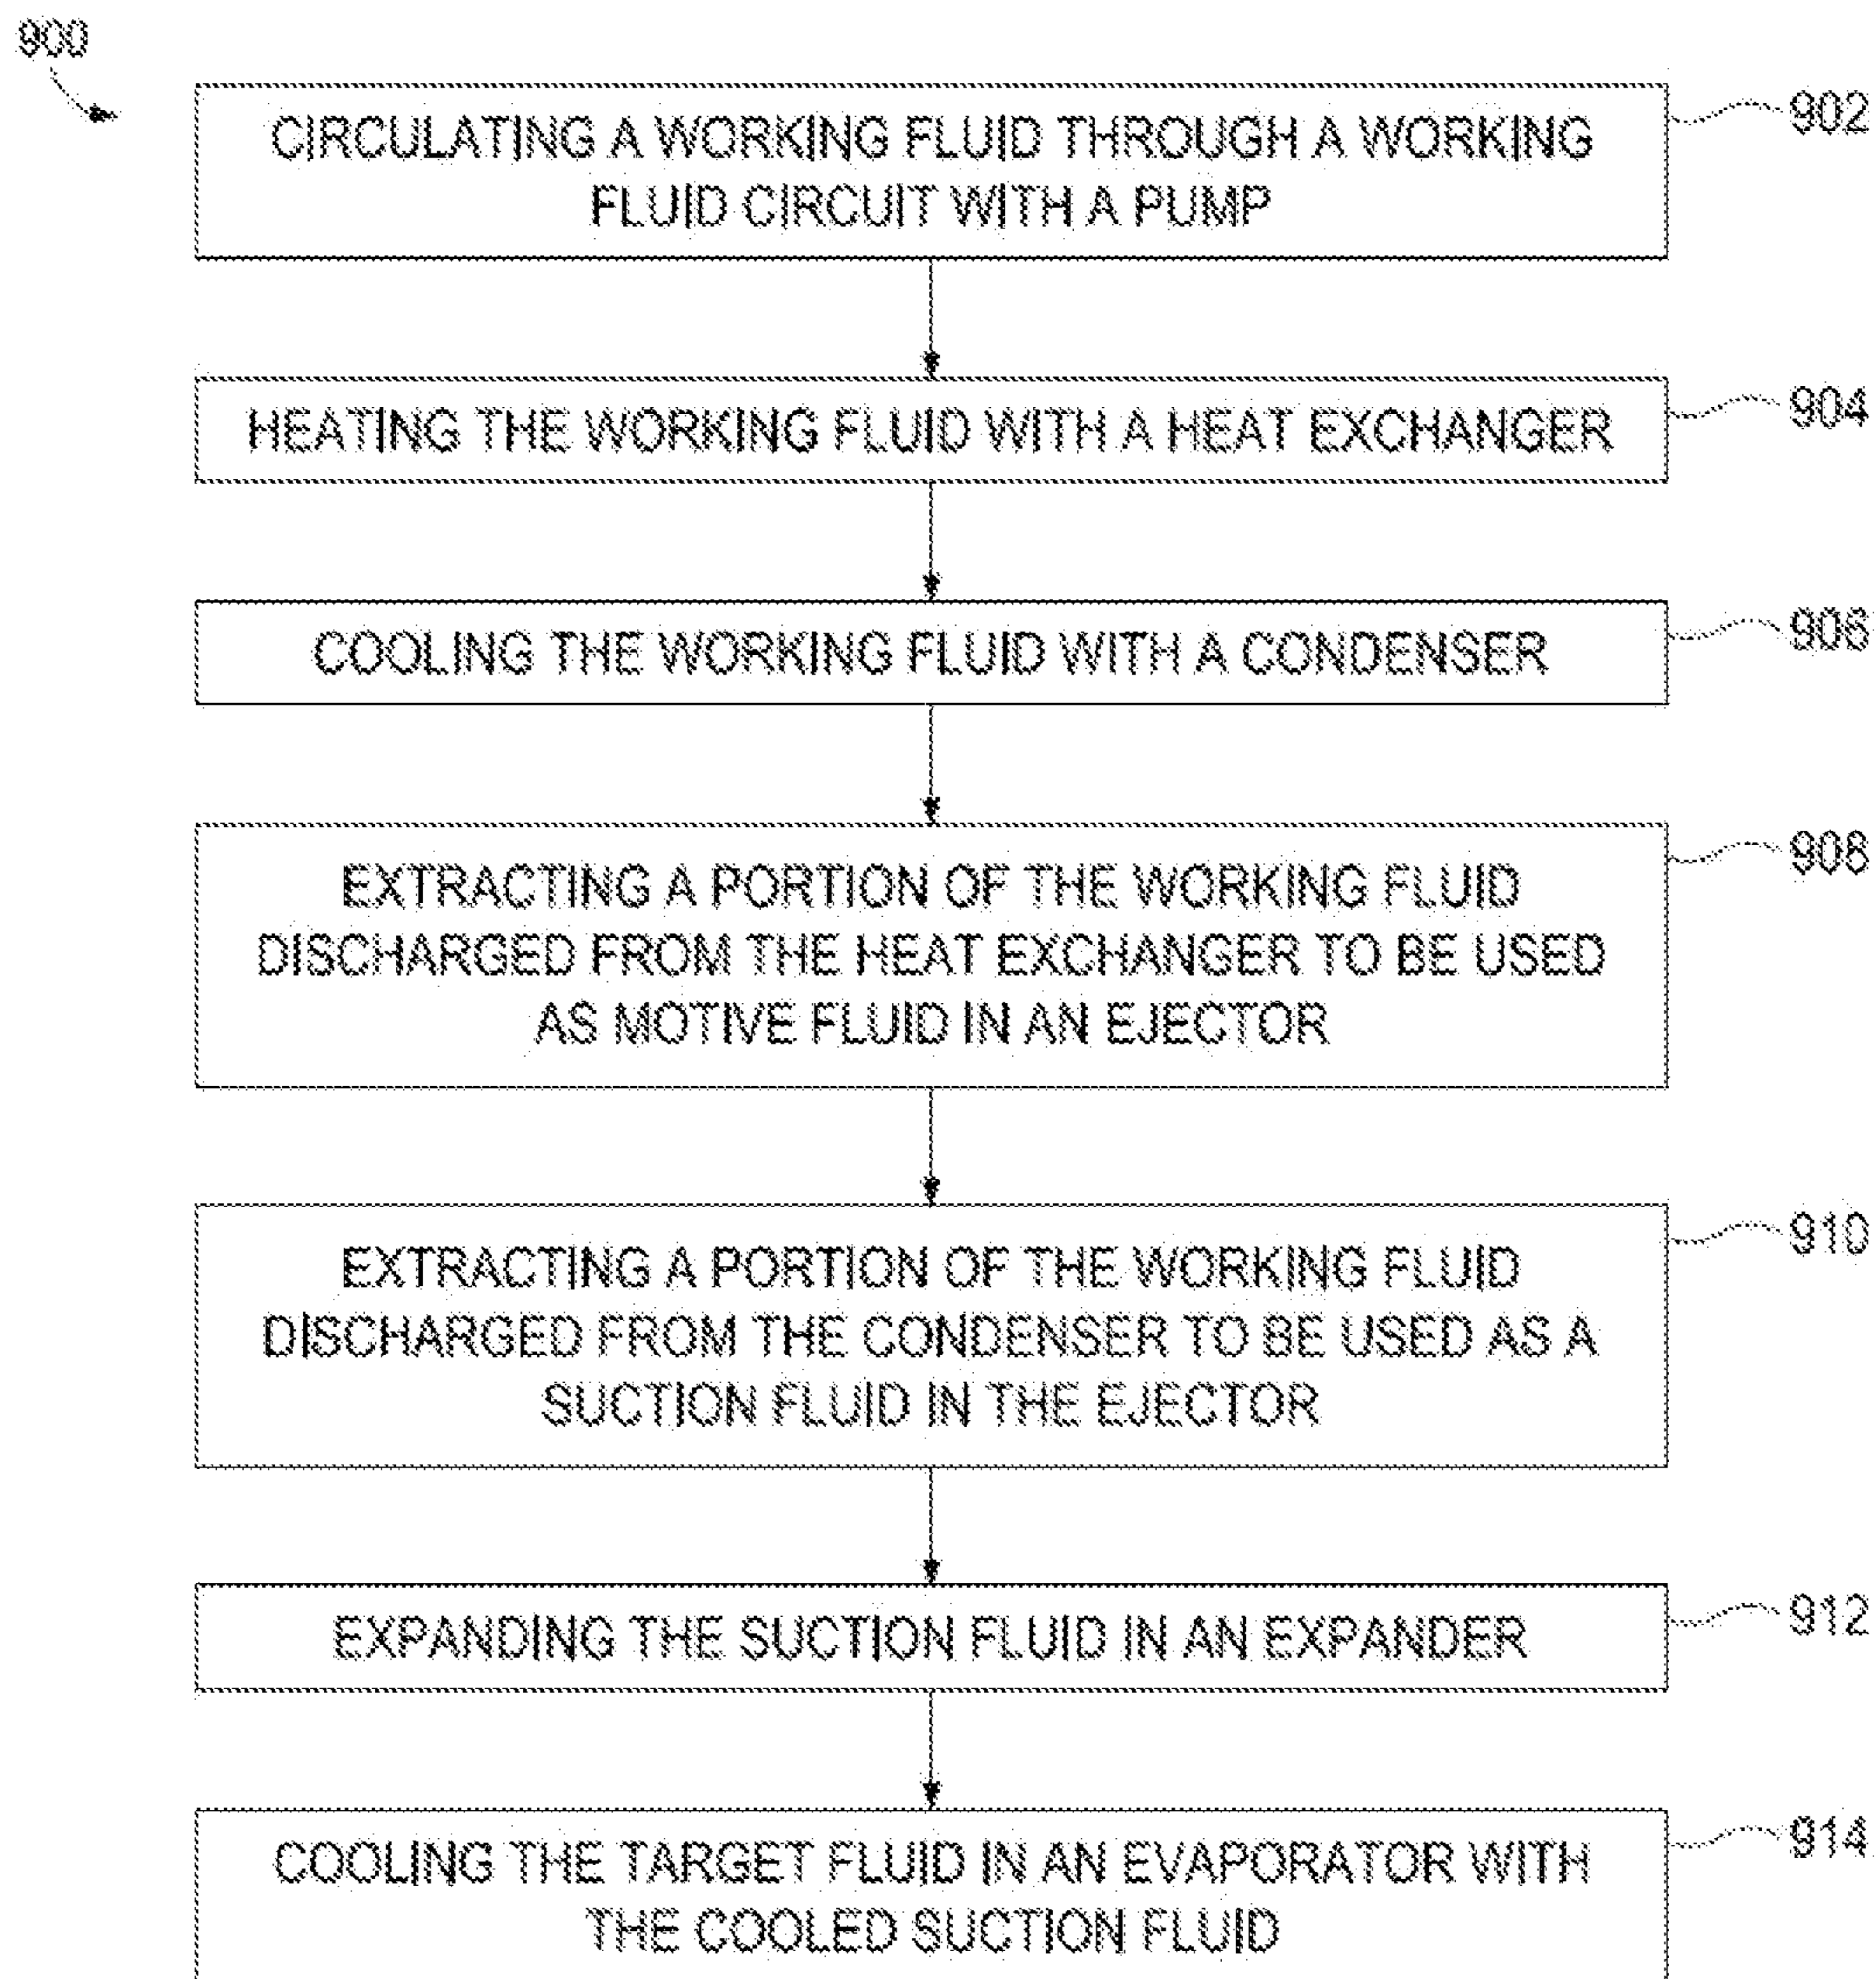 900
CIRCULATING A WORKING FLUID THROUGH A WORKING
FLUID CIRCUIT WITH A PUMP
902
HEATING THE WORKING FLUID WITH A HEAT EXCHANGER
904
COOLING THE WORKING FLUID WITH A CONDENSER
906
EXTRACTING A PORTION OF THE WORKING FLUID
DISCHARGED FROM THE HEAT EXCHANGER TO BE USED
AS MOTIVE FLUID IN AN EJECTOR
908
EXTRACTING A PORTION OF THE WORKING FLUID
DISCHARGED FROM THE CONDENSER TO BE USED AS A
SUCTION FLUID IN THE EJECTOR
910
EXPANDING THE SUCTION FLUID IN AN EXPANDER
912
COOLING THE TARGET FLUID IN AN EVAPORATOR WITH
THE COOLED SUCTION FLUID
914